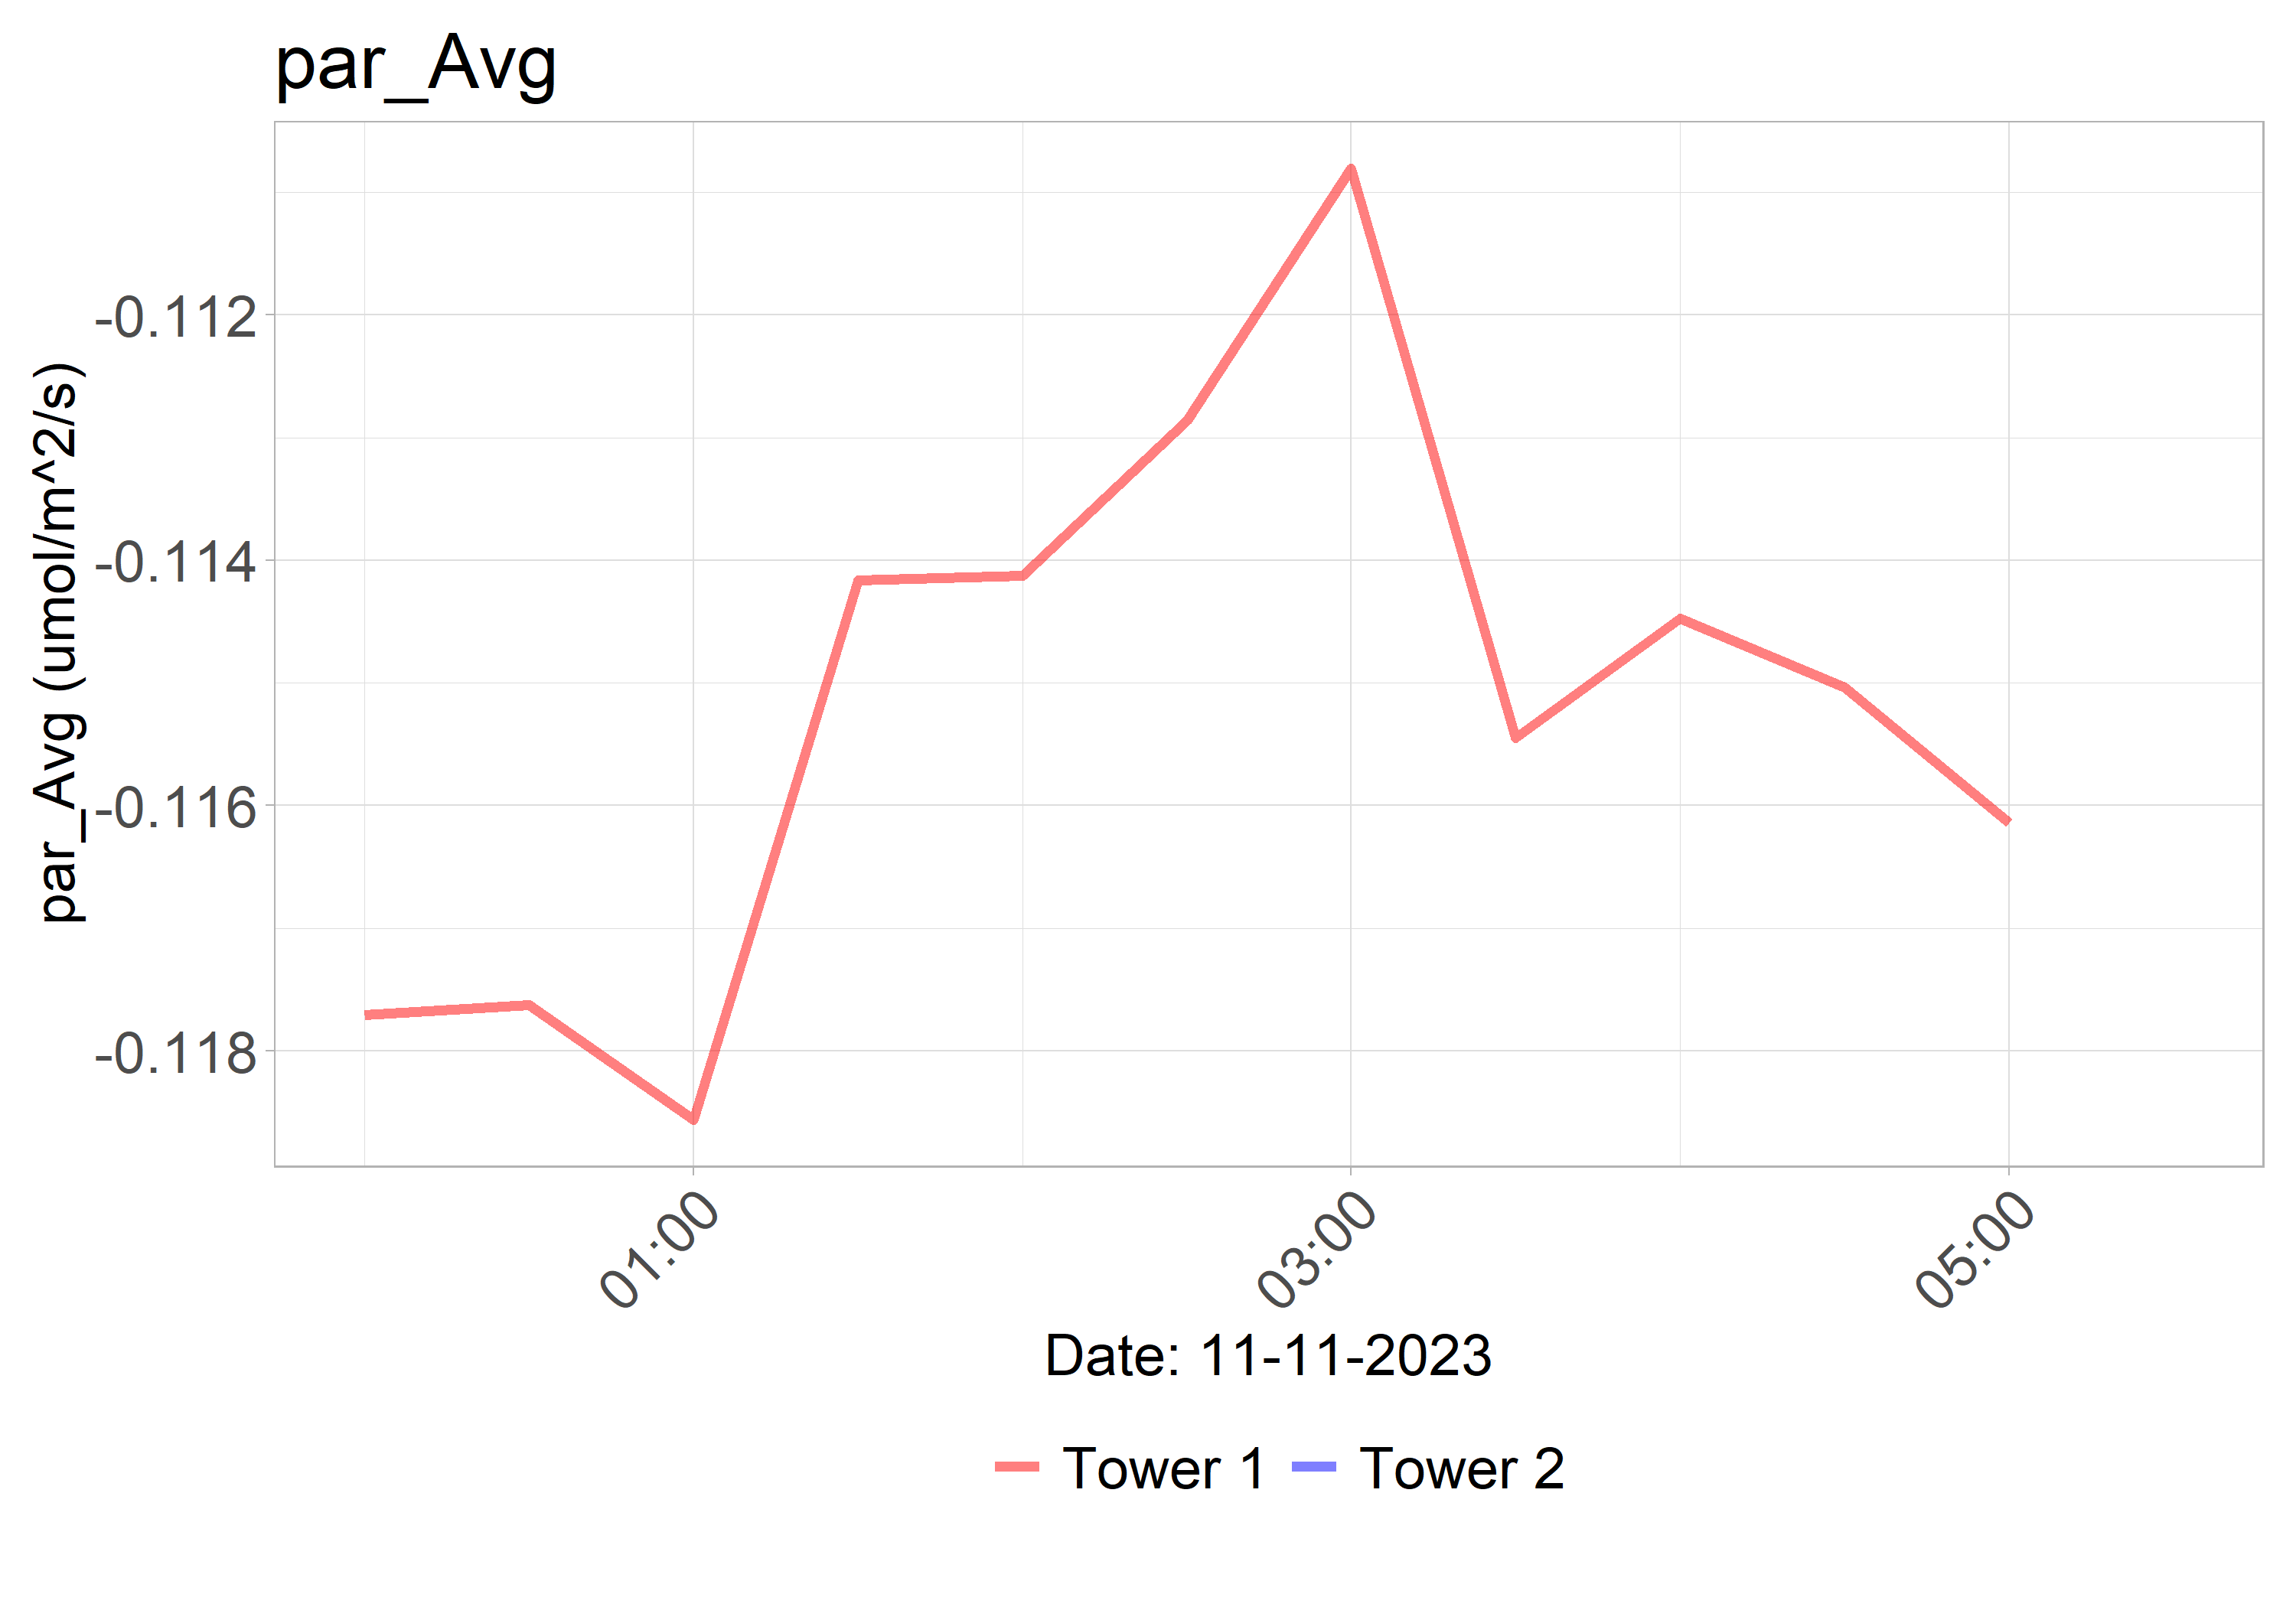 par_Avg
par_Avg (umol/m^2/s)
-0.112
-0.114
-0.116
-0.118
01:00 03:00 05:00
Date: 11-11-2023
Tower 1 Tower 2